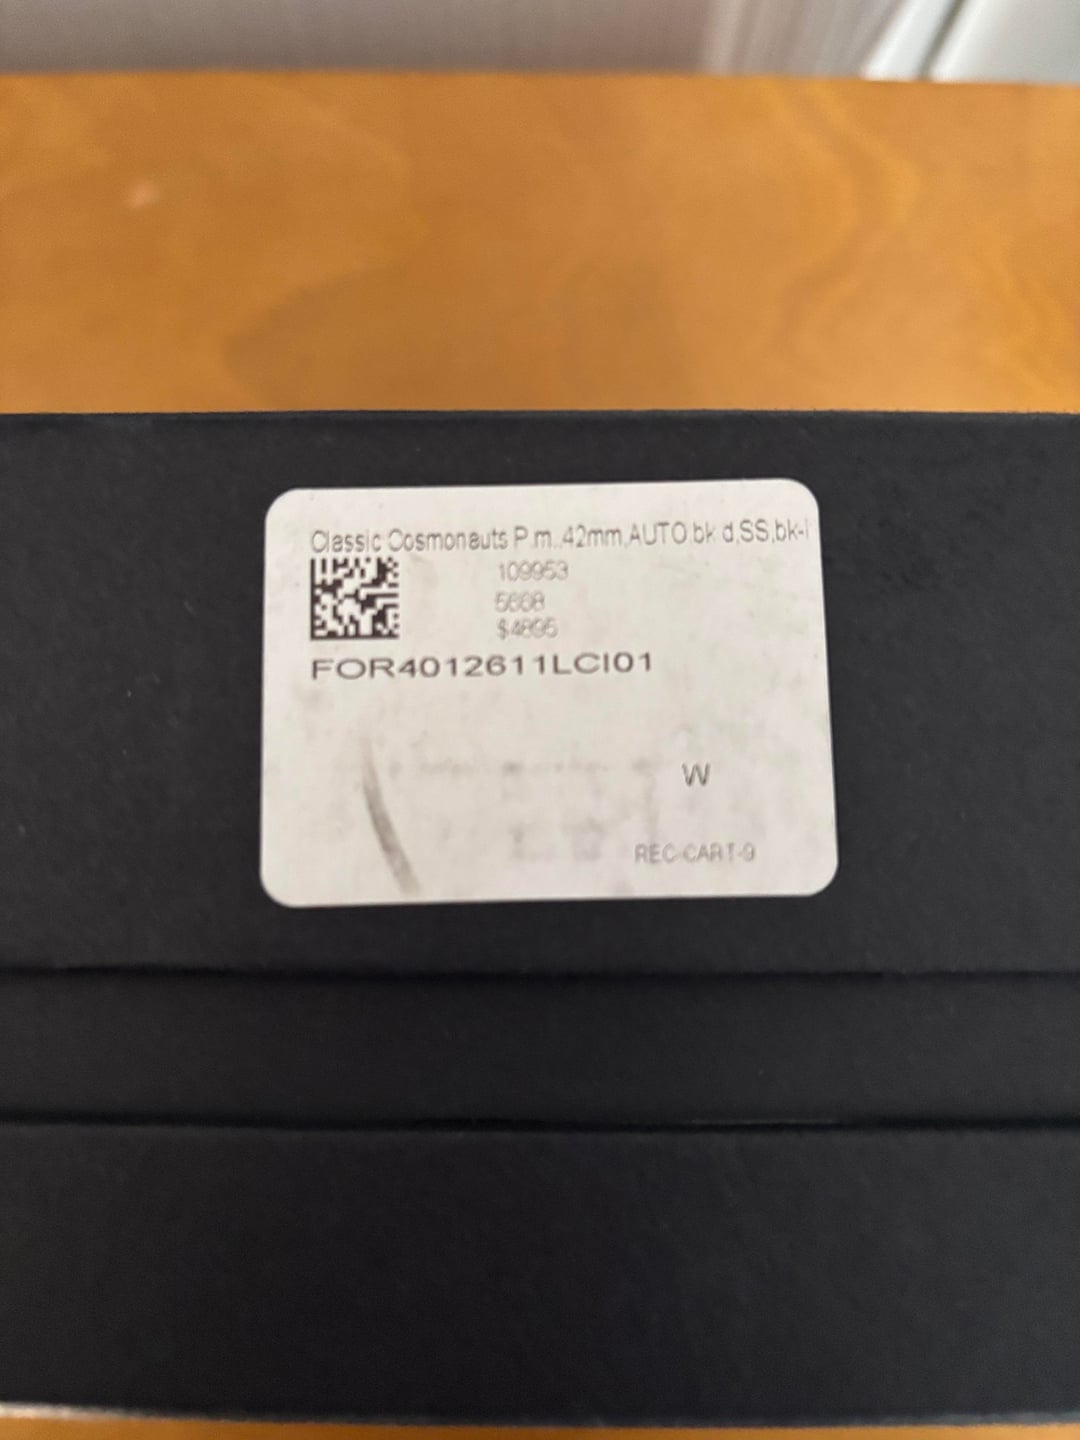 Classic Cosmonauts P.m..42mm,AUTO,bk d,SS,bk-l
109953
5668
$4895
FOR4012611LCI01
W
REC-CART-9